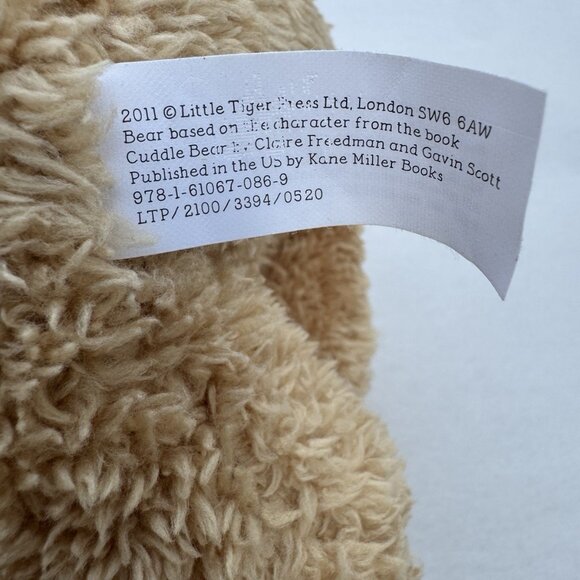 2011 © Little Tiger Press Ltd, London SW6 6AW
Bear based on the character from the book
Cuddle Bear by Claire Freedman and Gavin Scott
Published in the US by Kane Miller Books
978-1-61067-086-9
LTP/2100/3394/0520